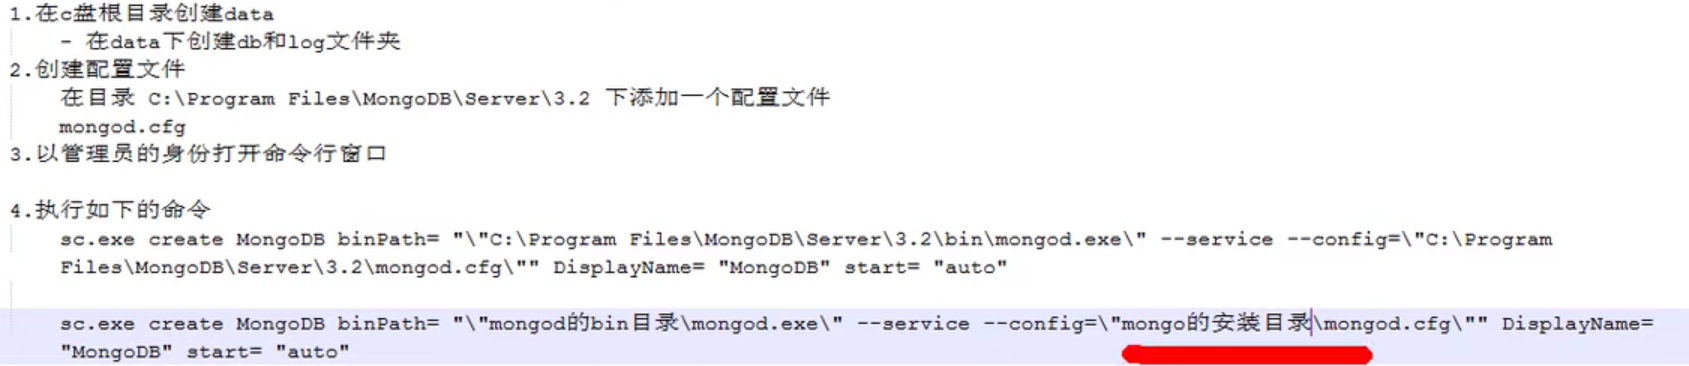 1.在c盘根目录创建data
- 在data下创建db和log文件夹
2.创建配置文件
在目录 C:\Program Files\MongoDB\Server\3.2 下添加一个配置文件
mongod.cfg
3.以管理员的身份打开命令行窗口
4.执行如下的命令
sc.exe create MongoDB binPath= "\"C:\Program Files\MongoDB\Server\3.2\bin\mongod.exe\" --service --config=\"C:\Program
Files\MongoDB\Server\3.2\mongod.cfg\"" DisplayName= "MongoDB" start= "auto"
sc.exe create MongoDB binPath= "\"mongod的bin目录\mongod.exe\" --service --config=\"mongo的安装目录\mongod.cfg\"" DisplayName=
"MongoDB" start= "auto"